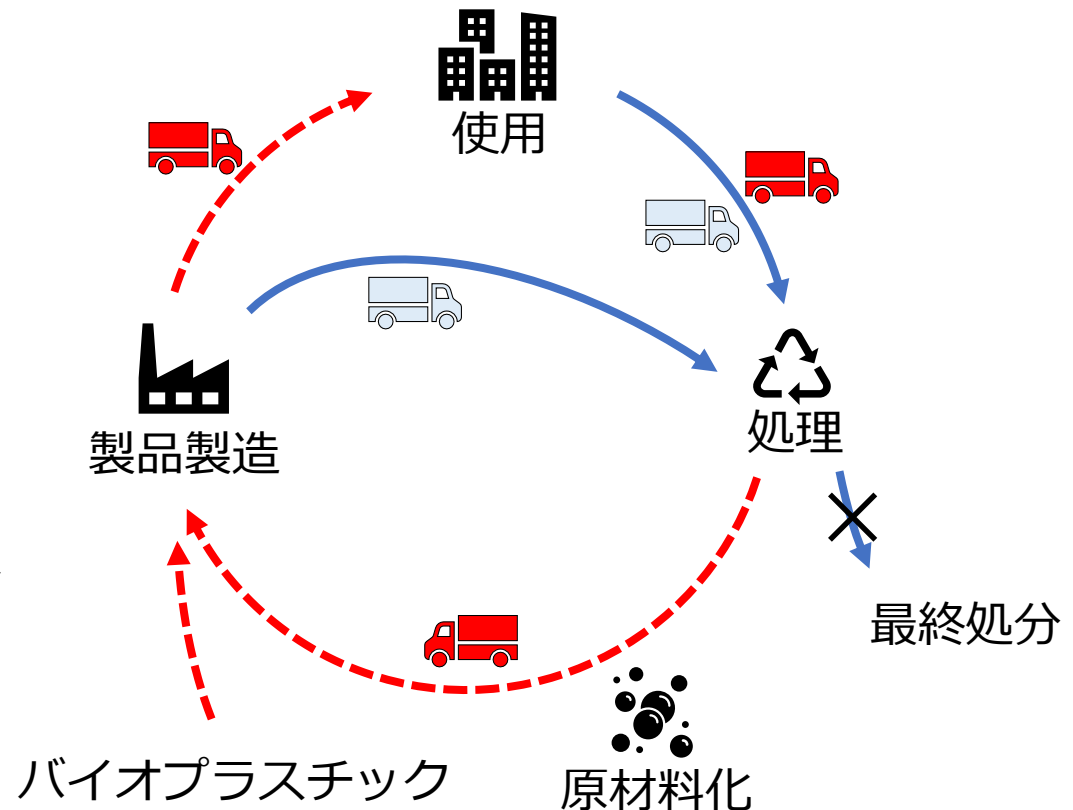 使用
処理
製品製造
最終処分
バイオプラスチック
原材料化